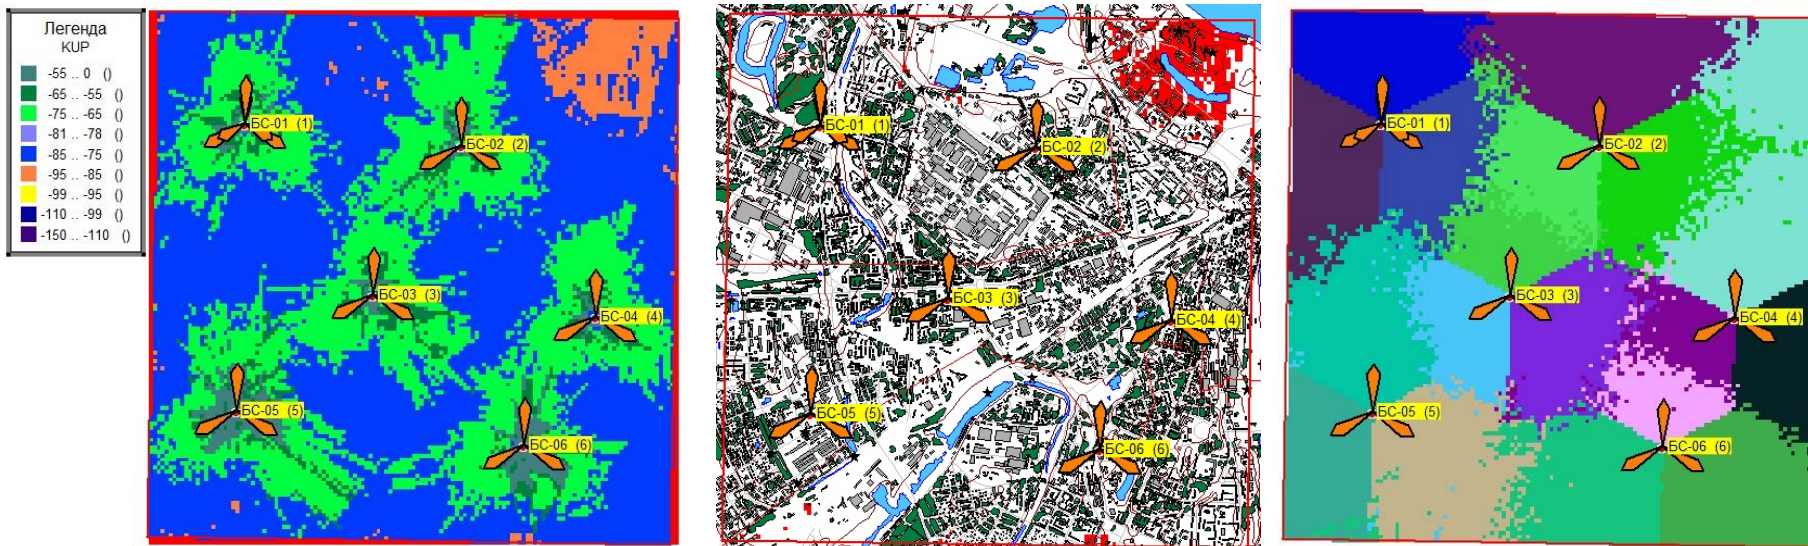 Легенда
KUP
-55 .. 0 ()
-65 .. -55 ()
-75 .. -65 ()
-81 .. -78 ()
-85 .. -75 ()
-95 .. -85 ()
-99 .. -95 ()
-110 .. -99 ()
-150 .. -110 ()
БС-01 (1)
БС-02 (2)
БС-03 (3)
БС-04 (4)
БС-05 (5)
БС-06 (6)
БС-01 (1)
БС-02 (2)
БС-03 (3)
БС-04 (4)
БС-05 (5)
БС-06 (6)
БС-01 (1)
БС-02 (2)
БС-03 (3)
БС-04 (4)
БС-05 (5)
БС-06 (6)